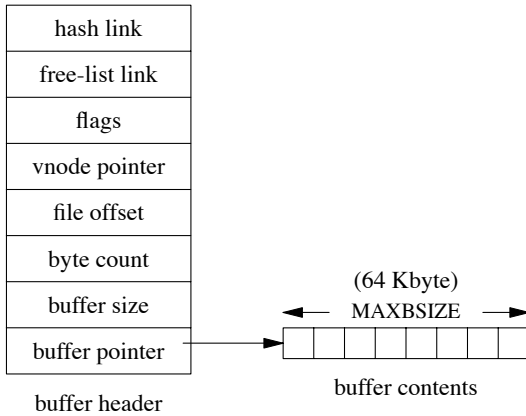 hash link
free-list link
flags
vnode pointer
file offset
byte count
buffer size
buffer pointer
buffer header
(64 Kbyte)
MAXBSIZE
buffer contents